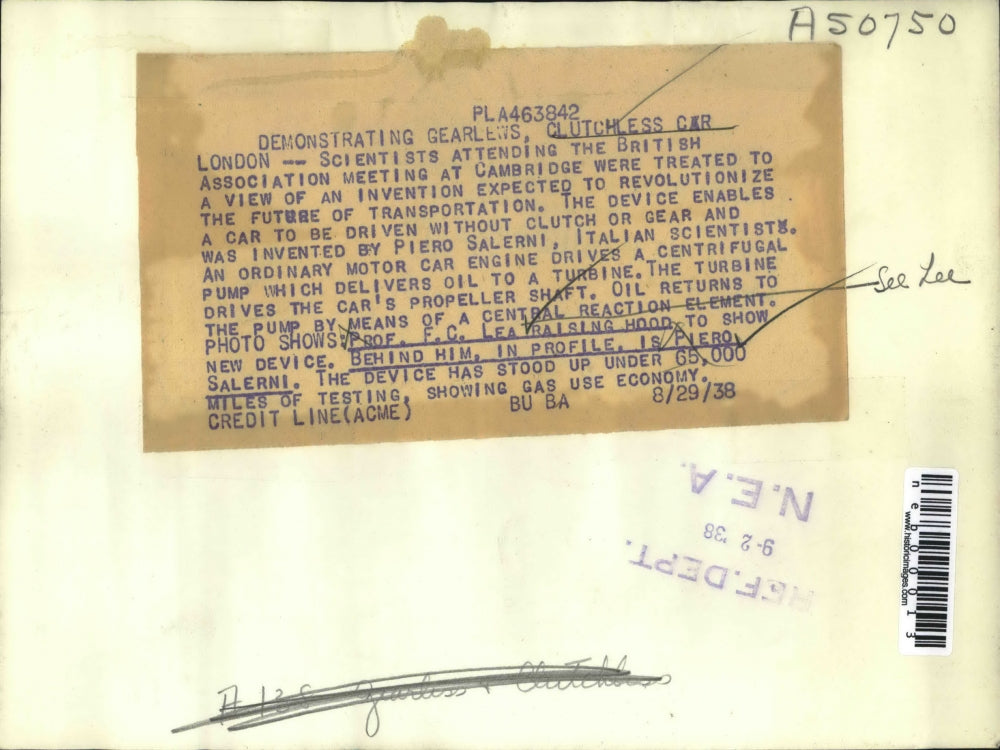 A50750
PLA463842
DEMONSTRATING GEARLEWS, CLUTCHLESS CAR
LONDON -- SCIENTISTS ATTENDING THE BRITISH
ASSOCIATION MEETING AT CAMBRIDGE WERE TREATED TO
A VIEW OF AN INVENTION EXPECTED TO REVOLUTIONIZE
THE FUTURE OF TRANSPORTATION. THE DEVICE ENABLES
A CAR TO BE DRIVEN WITHOUT CLUTCH OR GEAR AND
WAS INVENTED BY PIERO SALERNI, ITALIAN SCIENTIST.
AN ORDINARY MOTOR CAR ENGINE DRIVES A CENTRIFUGAL
PUMP WHICH DELIVERS OIL TO A TURBINE. THE TURBINE
DRIVES THE CAR'S PROPELLER SHAFT. OIL RETURNS TO
THE PUMP BY MEANS OF A CENTRAL REACTION ELEMENT.
PHOTO SHOWS: PROF. F.C. LEA RAISING HOOD, TO SHOW
NEW DEVICE. BEHIND HIM, IN PROFILE, IS PIERO
SALERNI. THE DEVICE HAS STOOD UP UNDER 65,000
MILES OF TESTING, SHOWING GAS USE ECONOMY.
CREDIT LINE (ACME) BU BA 8/29/38
See Lee
N.E.A.
9-2 '38
REF. DEPT.
neb00013
www.historicimages.com
Gearless + Clutchless